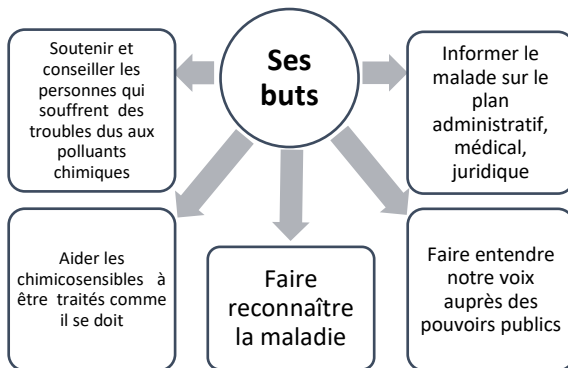 Ses
buts
Soutenir et
conseiller les
personnes qui
souffrent des
troubles dus aux
polluants
chimiques
Informer le
malade sur le
plan
administratif,
médical,
juridique
Aider les
chimicosensibles à
être traités comme
il se doit
Faire
reconnaître
la maladie
Faire entendre
notre voix
auprès des
pouvoirs publics